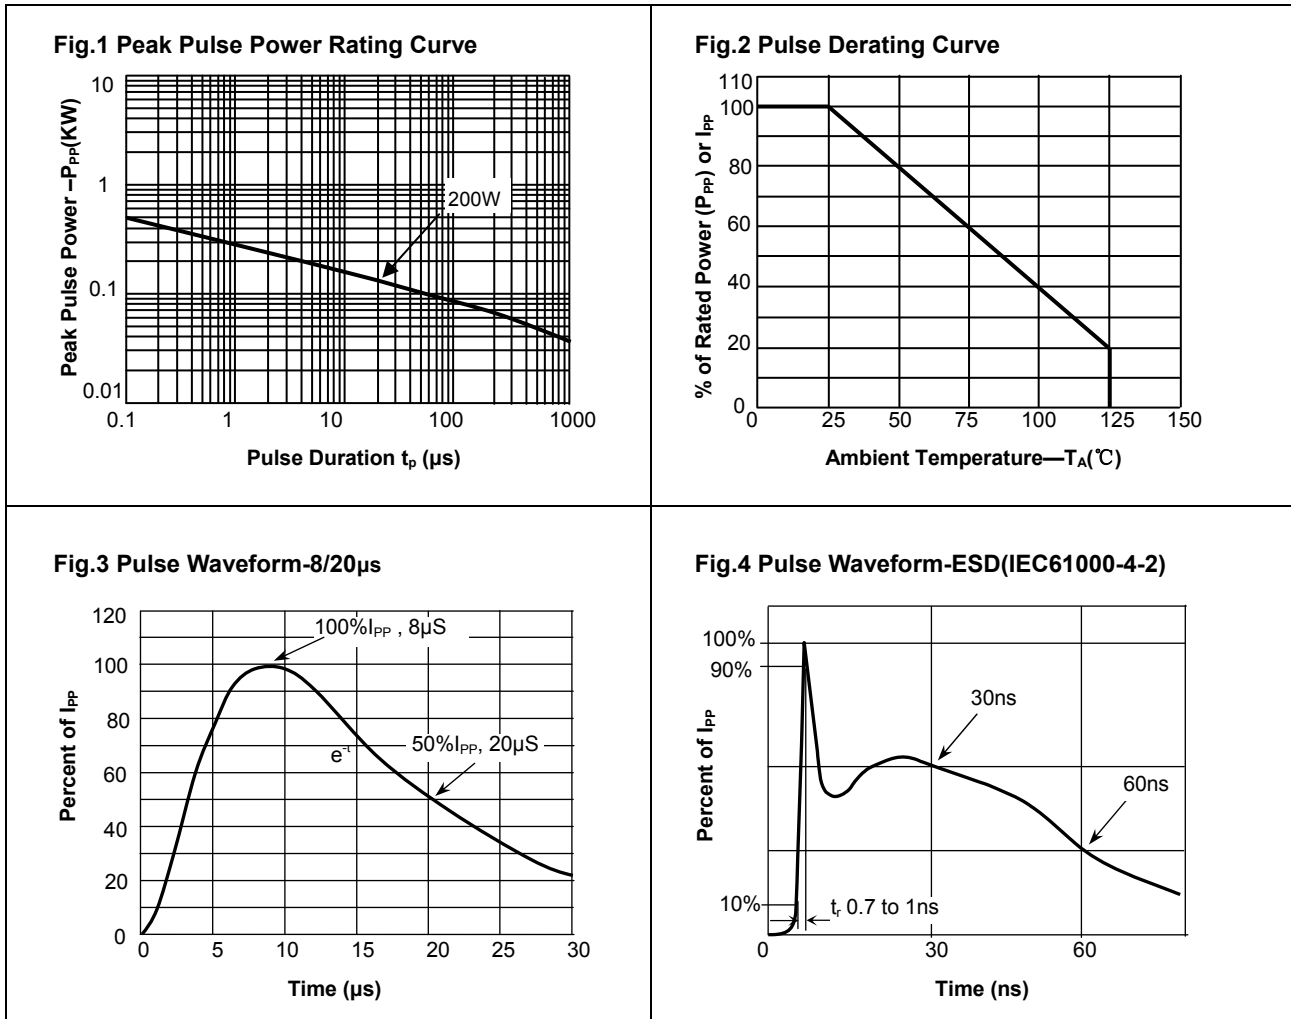 Fig.1 Peak Pulse Power Rating Curve
Peak Pulse Power –PPP(KW)
10
1
0.1
0.01
200W
0.1 1 10 100 1000
Pulse Duration tp (µs)
Fig.2 Pulse Derating Curve
% of Rated Power (PPP) or IPP
110
100
80
60
40
20
0
0 25 50 75 100 125 150
Ambient Temperature—TA(℃)
Fig.3 Pulse Waveform-8/20µs
Percent of IPP
120
100
80
60
40
20
0
100%IPP , 8µS
e-t
50%IPP, 20µS
0 5 10 15 20 25 30
Time (µs)
Fig.4 Pulse Waveform-ESD(IEC61000-4-2)
Percent of IPP
100%
90%
10%
30ns
60ns
tr 0.7 to 1ns
0 30 60
Time (ns)